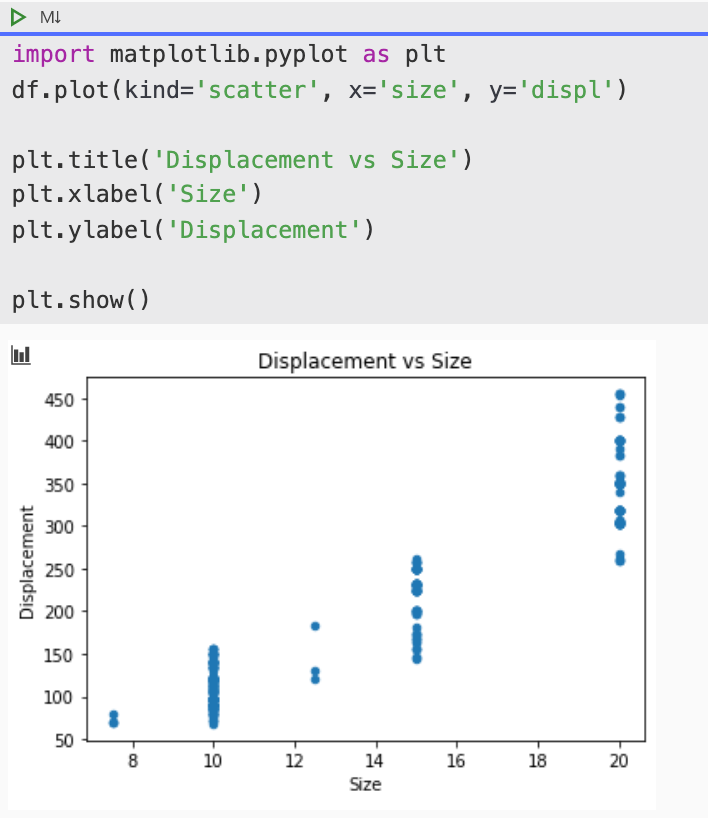 M↓
import matplotlib.pyplot as plt
df.plot(kind='scatter', x='size', y='displ')
plt.title('Displacement vs Size')
plt.xlabel('Size')
plt.ylabel('Displacement')
plt.show()
Displacement vs Size
450
400
350
300
250
200
150
100
50
Displacement
8 10 12 14 16 18 20
Size